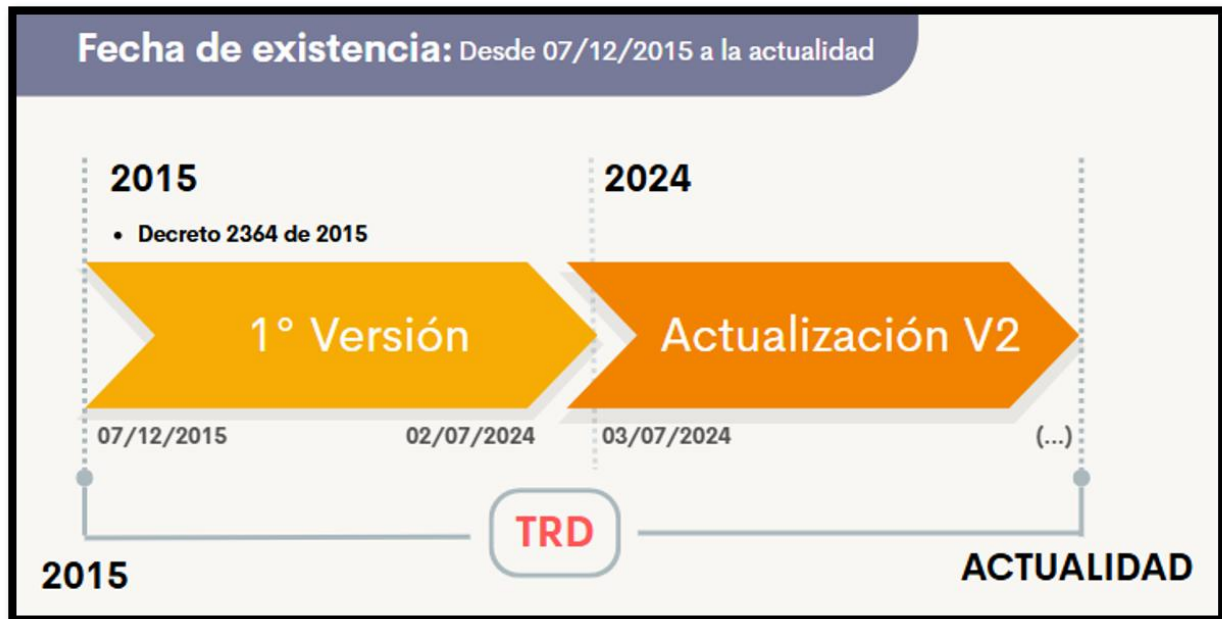 Fecha de existencia: Desde 07/12/2015 a la actualidad
2015
2024
• Decreto 2364 de 2015
1° Versión
Actualización V2
07/12/2015
02/07/2024
03/07/2024
(...)
TRD
2015
ACTUALIDAD